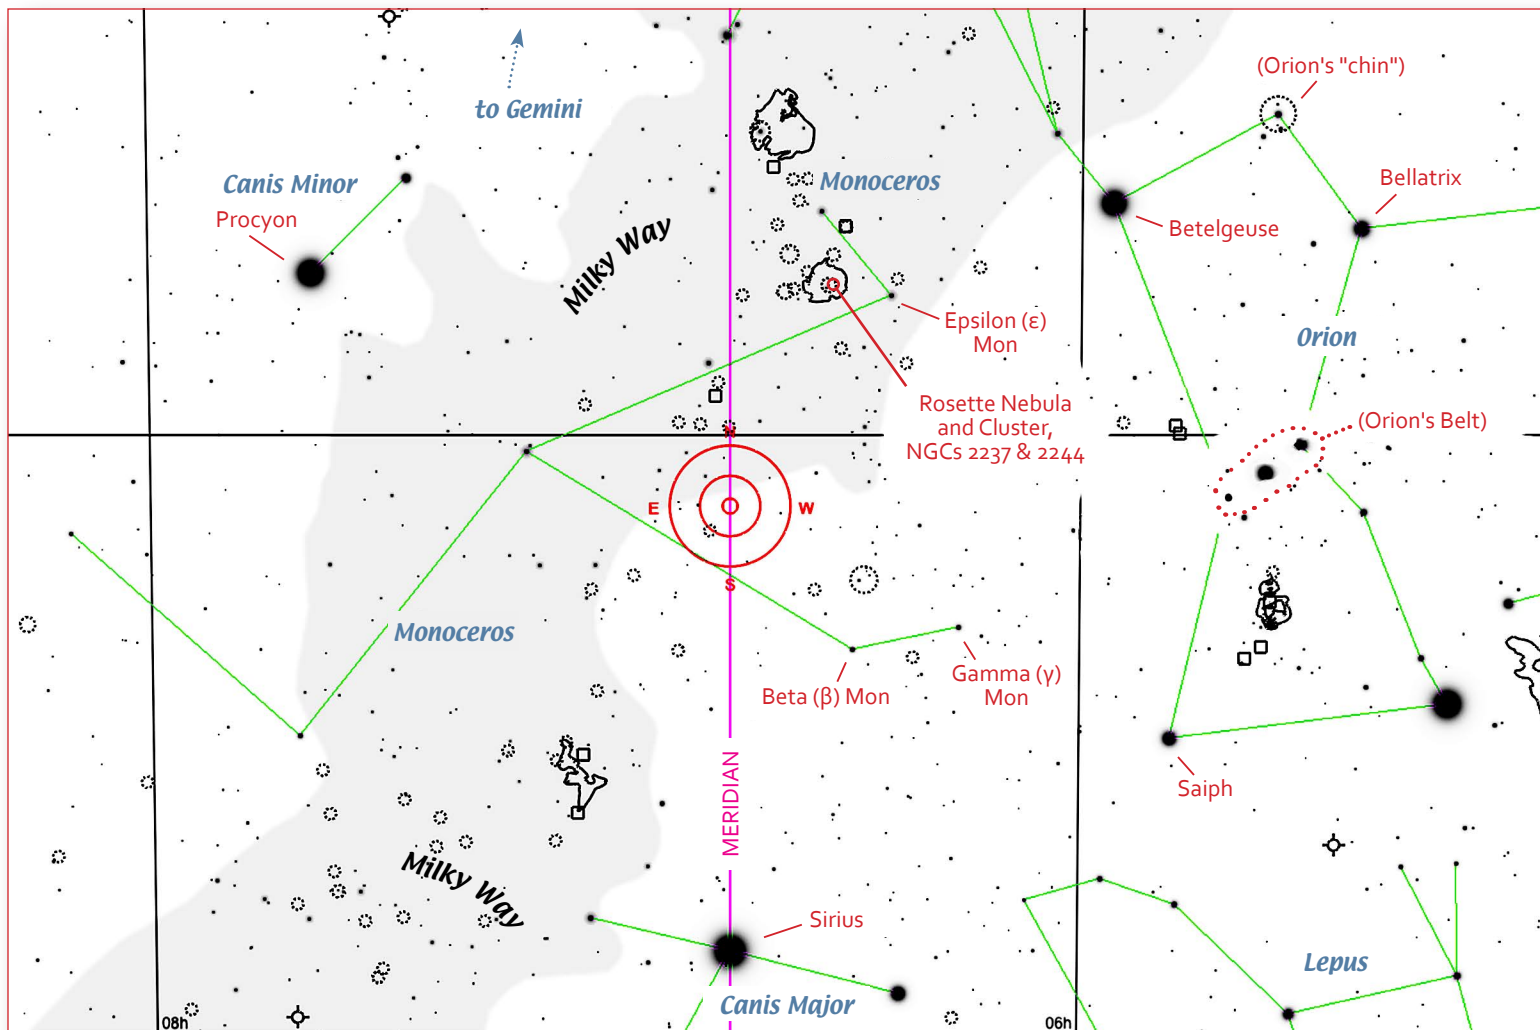 (Orion's "chin")
to Gemini
Canis Minor
Procyon
Monoceros
Bellatrix
Betelgeuse
Milky Way
Epsilon (ε)
Mon
Orion
Rosette Nebula
and Cluster,
NGCs 2237 & 2244
(Orion's Belt)
N
E
W
S
Monoceros
Beta (β) Mon
Gamma (γ)
Mon
MERIDIAN
Saiph
Milky Way
Sirius
Lepus
Canis Major
08h
06h